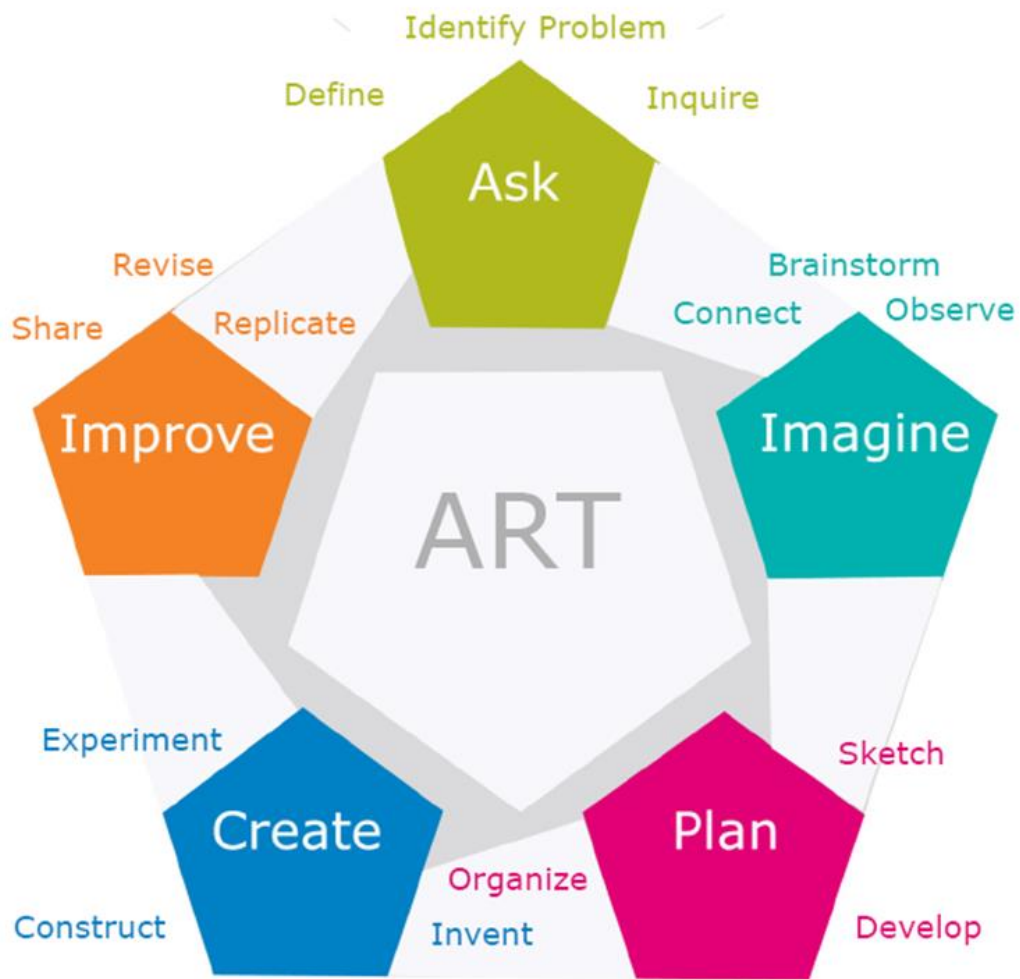 Identify Problem
Define
Inquire
Ask
Brainstorm
Connect
Observe
Imagine
Revise
Share
Replicate
Improve
ART
Sketch
Plan
Organize
Develop
Experiment
Create
Construct
Invent